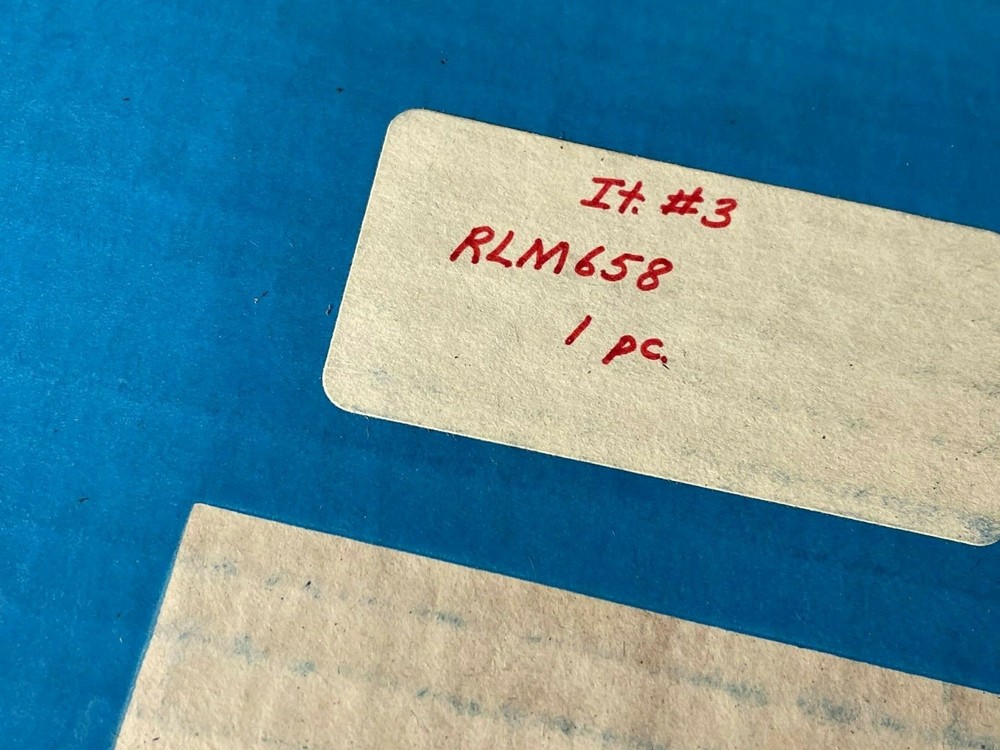 It. #3
RLM658
1 pc.